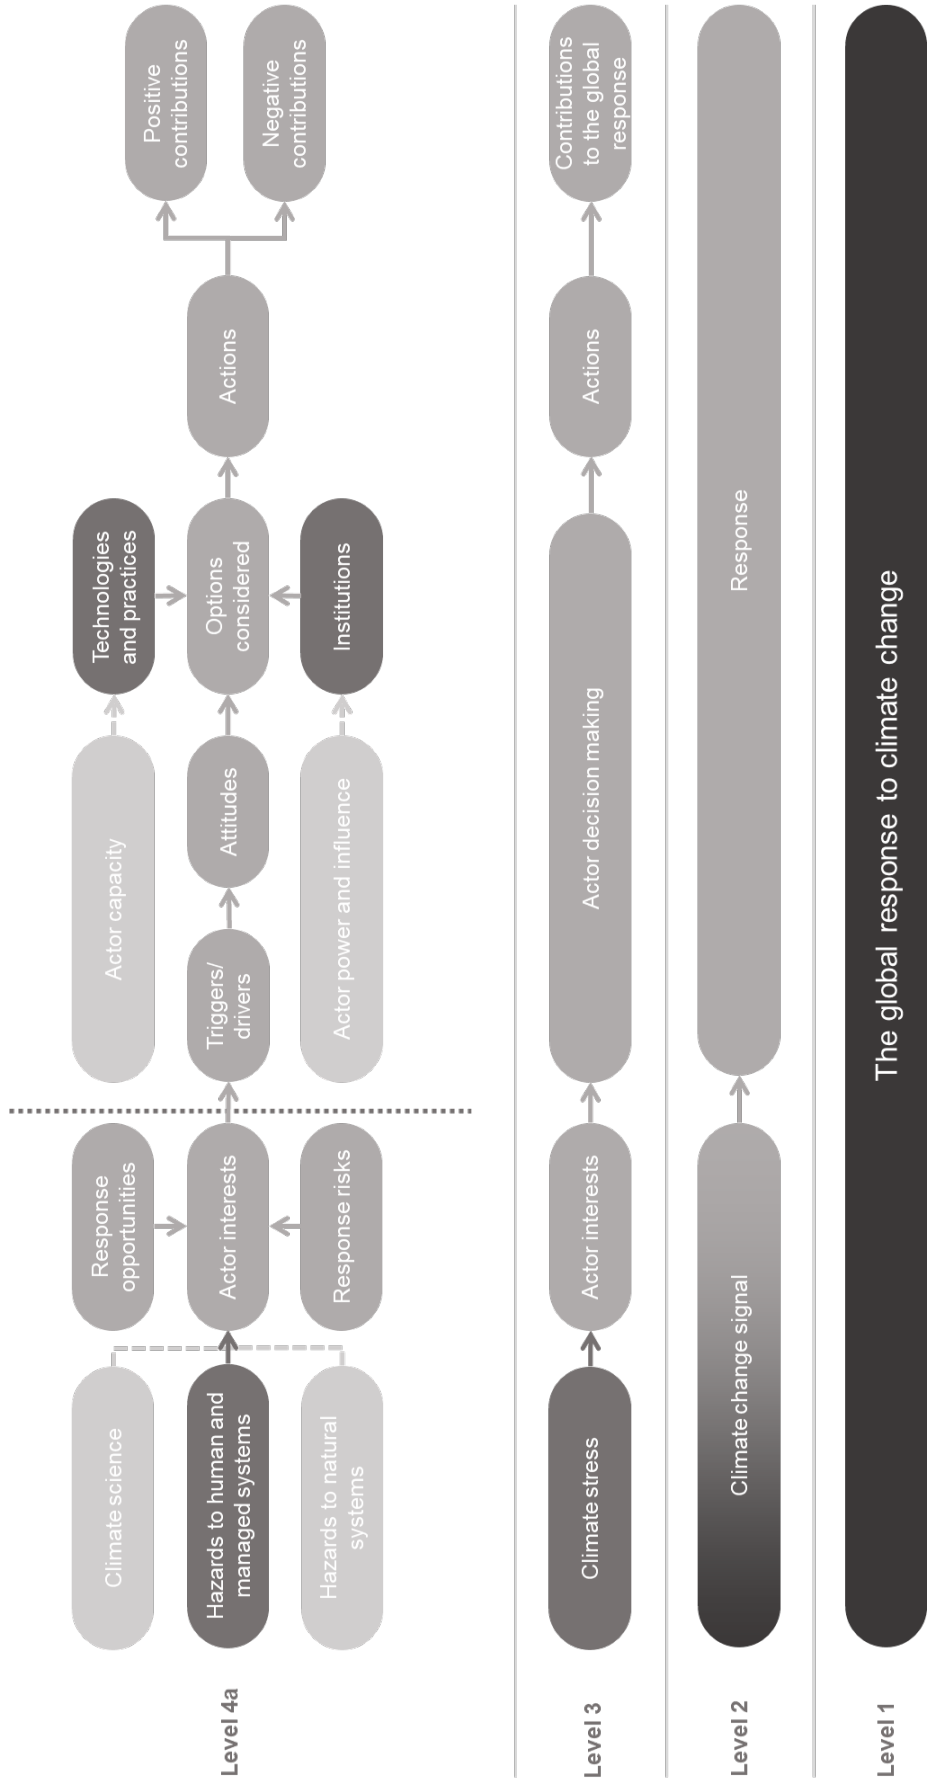 Level 4a
Climate science
Hazards to human and
managed systems
Hazards to natural
systems
Response
opportunities
Actor interests
Response risks
Actor capacity
Triggers/
drivers
Attitudes
Actor power and influence
Technologies
and practices
Options
considered
Institutions
Actions
Positive
contributions
Negative
contributions
Level 3
Climate stress
Actor interests
Actor decision making
Actions
Contributions
to the global
response
Level 2
Climate change signal
Response
Level 1
The global response to climate change